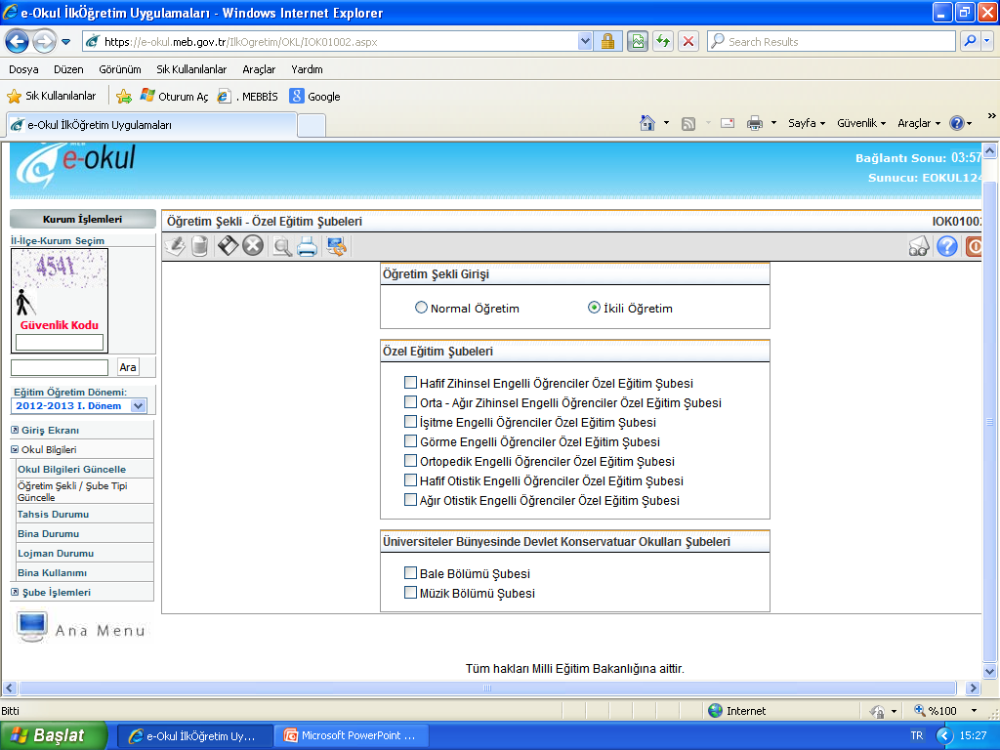 e-Okul İlkÖğretim Uygulamaları - Windows Internet Explorer
https://e-okul.meb.gov.tr/IlkOgretim/OKL/IOK01002.aspx
Search Results
Dosya Düzen Görünüm Sık Kullanılanlar Araçlar Yardım
Sık Kullanılanlar Oturum Aç . MEBBİS Google
e-Okul İlkÖğretim Uygulamaları
Sayfa Güvenlik Araçlar »
MEB
e-okul
Bağlantı Sonu: 03:57
Sunucu: EOKUL124
Kurum İşlemleri
İl-İlçe-Kurum Seçim
4541
Güvenlik Kodu
Ara
Eğitim Öğretim Dönemi:
2012-2013 I. Dönem
Giriş Ekranı
Okul Bilgileri
Okul Bilgileri Güncelle
Öğretim Şekli / Şube Tipi
Güncelle
Tahsis Durumu
Bina Durumu
Lojman Durumu
Bina Kullanımı
Şube İşlemleri
Ana Menu
Öğretim Şekli - Özel Eğitim Şubeleri
IOK01002
Öğretim Şekli Girişi
Normal Öğretim İkili Öğretim
Özel Eğitim Şubeleri
Hafif Zihinsel Engelli Öğrenciler Özel Eğitim Şubesi
Orta - Ağır Zihinsel Engelli Öğrenciler Özel Eğitim Şubesi
İşitme Engelli Öğrenciler Özel Eğitim Şubesi
Görme Engelli Öğrenciler Özel Eğitim Şubesi
Ortopedik Engelli Öğrenciler Özel Eğitim Şubesi
Hafif Otistik Engelli Öğrenciler Özel Eğitim Şubesi
Ağır Otistik Engelli Öğrenciler Özel Eğitim Şubesi
Üniversiteler Bünyesinde Devlet Konservatuar Okulları Şubeleri
Bale Bölümü Şubesi
Müzik Bölümü Şubesi
Tüm hakları Milli Eğitim Bakanlığına aittir.
Bitti
Internet
%100
Başlat
e-Okul İlkÖğretim Uy...
Microsoft PowerPoint ...
TR
15:27